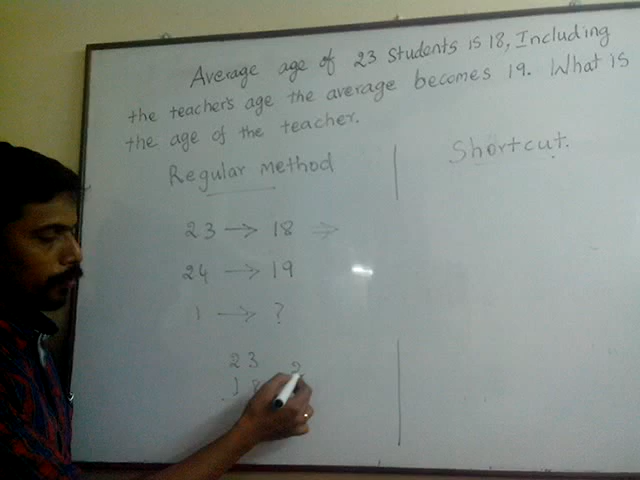 Average age of 23 students is 18, Including
the teacher's age the average becomes 19. What is
the age of the teacher.
Regular method
Shortcut.
23 → 18 ⇒
24 → 19
1 → ?
23
18